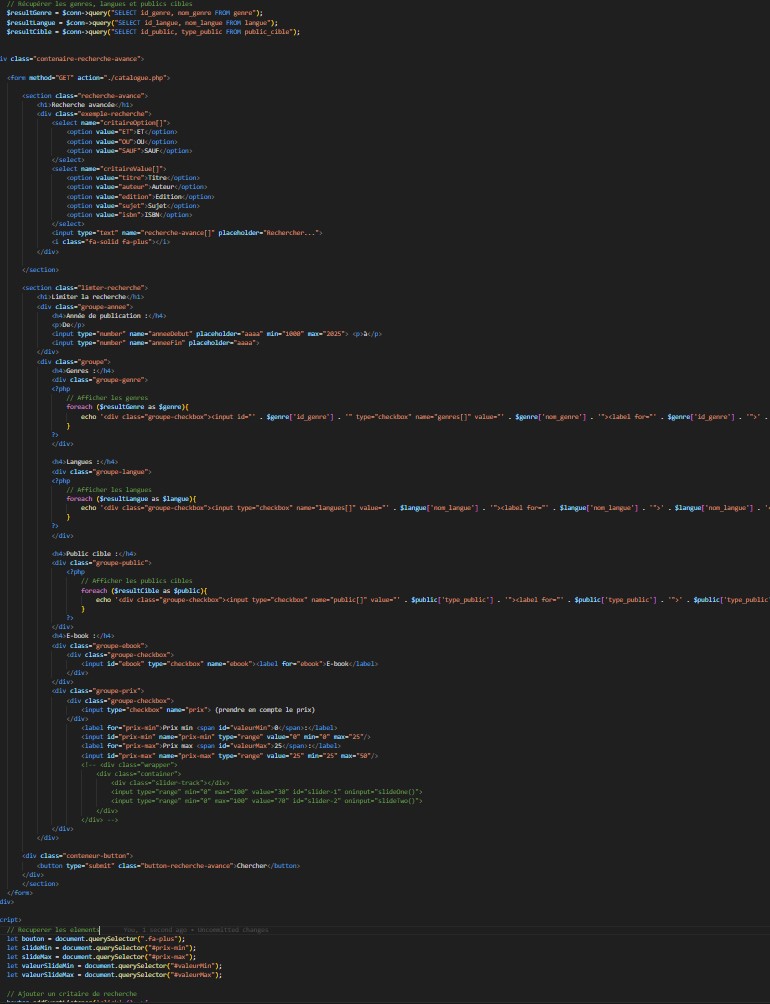 // Récupérer les genres, langues et publics cibles
$resultGenre = $conn->query("SELECT id_genre, nom_genre FROM genre");
$resultLangue = $conn->query("SELECT id_langue, nom_langue FROM langue");
$resultCible = $conn->query("SELECT id_public, type_public FROM public_cible");
iv class="contenaire-recherche-avance">
<form method="GET" action="./catalogue.php">
<section class="recherche-avance">
<h1>Recherche avancée</h1>
<div class="exemple-recherche">
<select name="critaireOption[]">
<option value="ET">ET</option>
<option value="OU">OU</option>
<option value="SAUF">SAUF</option>
</select>
<select name="critaireValue[]">
<option value="titre">Titre</option>
<option value="auteur">Auteur</option>
<option value="edition">Edition</option>
<option value="sujet">Sujet</option>
<option value="isbn">ISBN</option>
</select>
<input type="text" name="recherche-avance[]" placeholder="Rechercher...">
<i class="fa-solid fa-plus"></i>
</div>
</section>
<section class="limter-recherche">
<h1>Limiter la recherche</h1>
<div class="groupe-annee">
<h4>Année de publication :</h4>
<p>De</p>
<input type="number" name="anneeDebut" placeholder="aaaa" min="1000" max="2025"> <p>à</p>
<input type="number" name="anneeFin" placeholder="aaaa">
</div>
<div class="groupe">
<h4>Genres :</h4>
<div class="groupe-genre">
<?php
// Afficher les genres
foreach ($resultGenre as $genre){
echo '<div class="groupe-checkbox"><input id="' . $genre['id_genre'] . '" type="checkbox" name="genres[]" value="' . $genre['nom_genre'] . '"><label for="' . $genre['id_genre'] . '">' .
}
?>
</div>
<h4>Langues :</h4>
<div class="groupe-langue">
<?php
// Afficher les langues
foreach ($resultLangue as $langue){
echo '<div class="groupe-checkbox"><input type="checkbox" name="langues[]" value="' . $langue['nom_langue'] . '"><label for="' . $langue['nom_langue'] . '">' . $langue['nom_langue'] . '<
}
?>
</div>
<h4>Public cible :</h4>
<div class="groupe-public">
<?php
// Afficher les publics cibles
foreach ($resultCible as $public){
echo '<div class="groupe-checkbox"><input type="checkbox" name="public[]" value="' . $public['type_public'] . '"><label for="' . $public['type_public'] . '">' . $public['type_public'
}
?>
</div>
<h4>E-book :</h4>
<div class="groupe-ebook">
<div class="groupe-checkbox">
<input id="ebook" type="checkbox" name="ebook"><label for="ebook">E-book</label>
</div>
</div>
<div class="groupe-prix">
<div class="groupe-checkbox">
<input type="checkbox" name="prix"> (prendre en compte le prix)
</div>
<label for="prix-min">Prix min <span id="valeurMin">0</span>:</label>
<input id="prix-min" name="prix-min" type="range" value="0" min="0" max="25"/>
<label for="prix-max">Prix max <span id="valeurMax">25</span>:</label>
<input id="prix-max" name="prix-max" type="range" value="25" min="25" max="50"/>
<!-- <div class="wrapper">
<div class="container">
<div class="slider-track"></div>
<input type="range" min="0" max="100" value="30" id="slider-1" oninput="slideOne()">
<input type="range" min="0" max="100" value="70" id="slider-2" oninput="slideTwo()">
</div>
</div> -->
</div>
</div>
<div class="conteneur-button">
<button type="submit" class="button-recherche-avance">Chercher</button>
</div>
</section>
</form>
div>
cript>
// Recuperer les elements You, 1 second ago • Uncommitted changes
let bouton = document.querySelector(".fa-plus");
let slideMin = document.querySelector("#prix-min");
let slideMax = document.querySelector("#prix-max");
let valeurSlideMin = document.querySelector("#valeurMin");
let valeurSlideMax = document.querySelector("#valeurMax");
// Ajouter un critaire de recherche